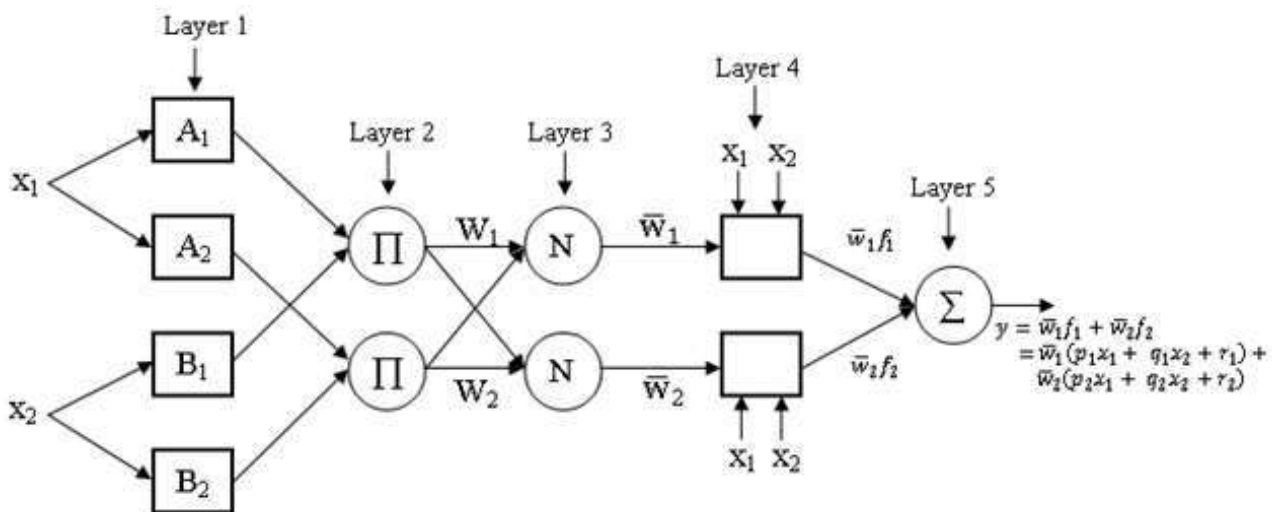 Layer 1
Layer 4
A₁
Layer 2
Layer 3
x₁
x₂
x₁
Layer 5
A₂
∏
W₁
N
w̅₁
w̅₁f₁
∑
y = w̅₁f₁ + w̅₂f₂
= w̅₁(p₁x₁ + q₁x₂ + r₁) +
w̅₂(p₂x₁ + q₂x₂ + r₂)
B₁
∏
W₂
N
w̅₂
w̅₂f₂
x₂
x₁
x₂
B₂